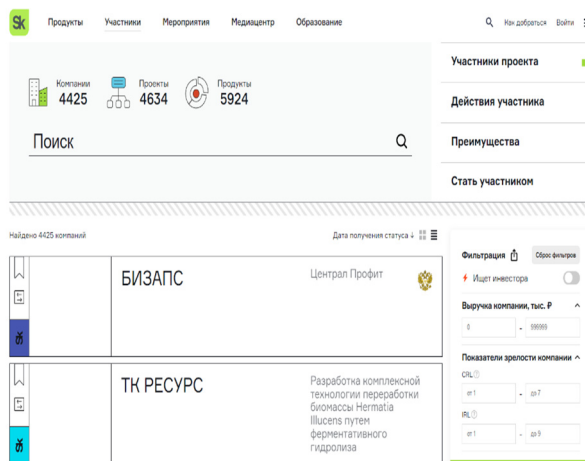 Sk
Продукты Участники Мероприятия Медиацентр Образование Как добраться Войти
Компании 4425
Проекты 4634
Продукты 5924
Поиск
Участники проекта
Действия участника
Преимущества
Стать участником
Найдено 4425 компаний
Дата получения статуса ↓
БИЗАПС
Централ Профит
Sk
ТК РЕСУРС
Разработка комплексной
технологии переработки
биомассы Hermatia
Illucens путем
ферментативного
гидролиза
Sk
Фильтрация Сброс фильтров
Ищет инвестора
Выручка компании, тыс. ₽
0 - 999999
Показатели зрелости компании
CRL
от 1 - до 7
IRL
от 1 - до 9